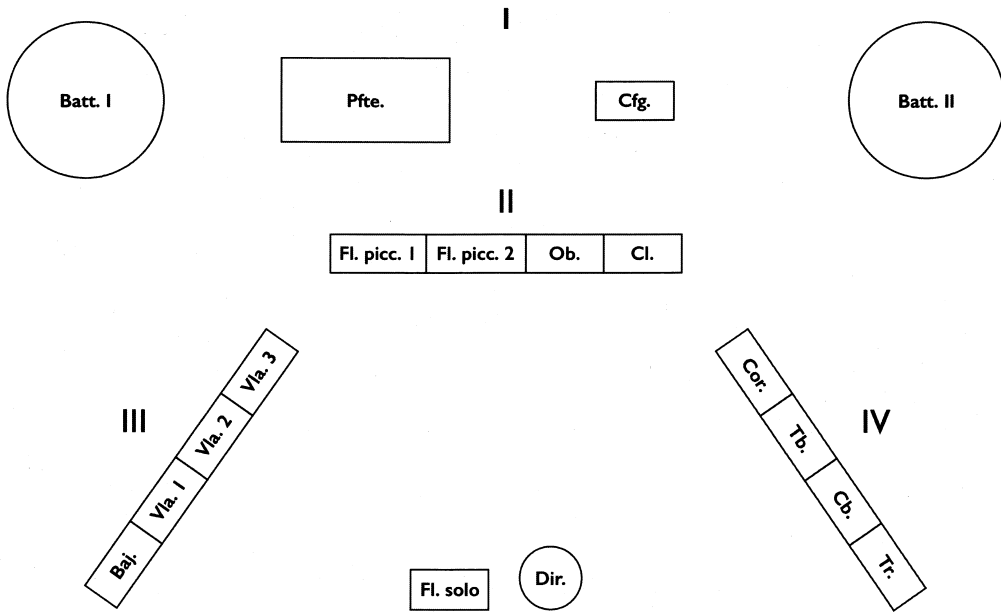 I
Batt. I
Pfte.
Cfg.
Batt. II
II
Fl. picc. 1
Fl. picc. 2
Ob.
Cl.
III
Vla. 3
Vla. 2
Vla. 1
Baj.
IV
Cor.
Tb.
Cb.
Tr.
Fl. solo
Dir.